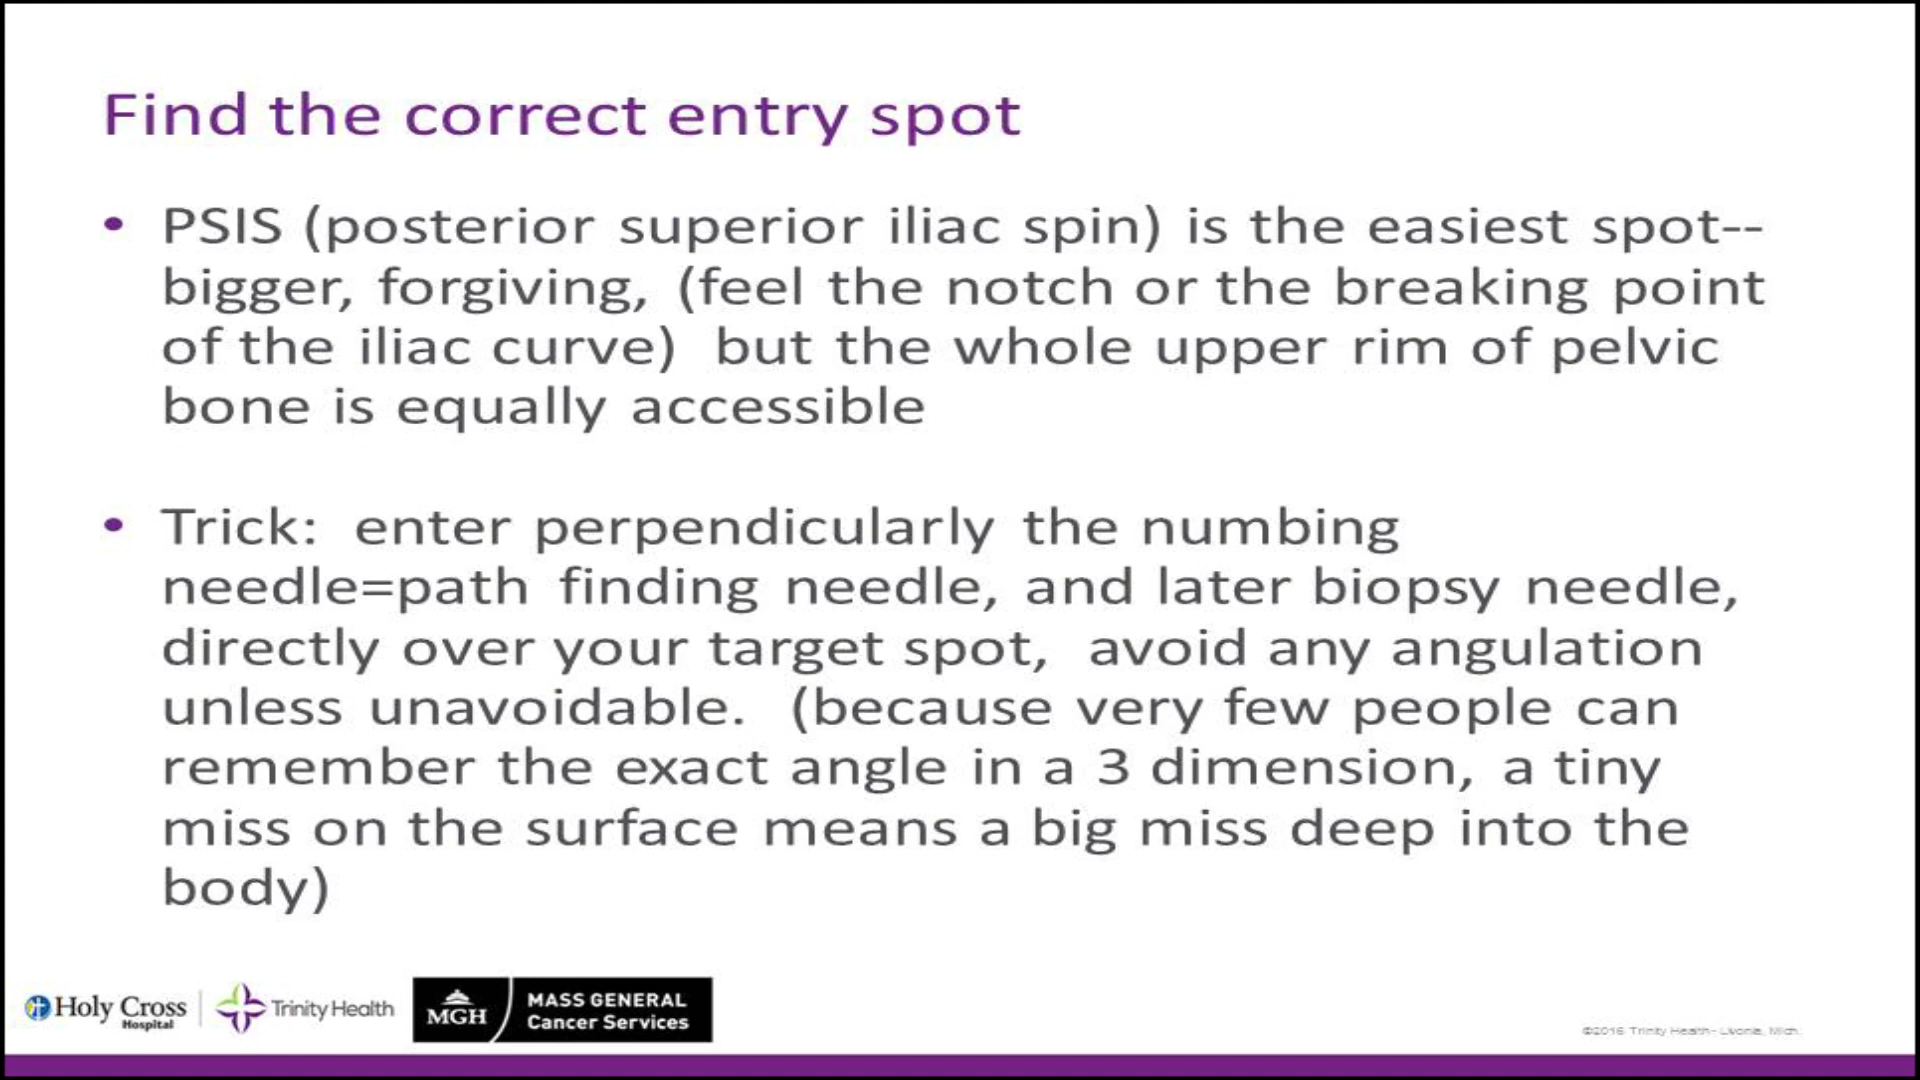 Find the correct entry spot
• PSIS (posterior superior iliac spin) is the easiest spot--
bigger, forgiving, (feel the notch or the breaking point
of the iliac curve)  but the whole upper rim of pelvic
bone is equally accessible
• Trick:  enter perpendicularly the numbing
needle=path finding needle, and later biopsy needle,
directly over your target spot,  avoid any angulation
unless unavoidable.  (because very few people can
remember the exact angle in a 3 dimension, a tiny
miss on the surface means a big miss deep into the
body)
Holy Cross
Hospital
Trinity Health
MGH
MASS GENERAL
Cancer Services
©2016 Trinity Health - Livonia, Mich.